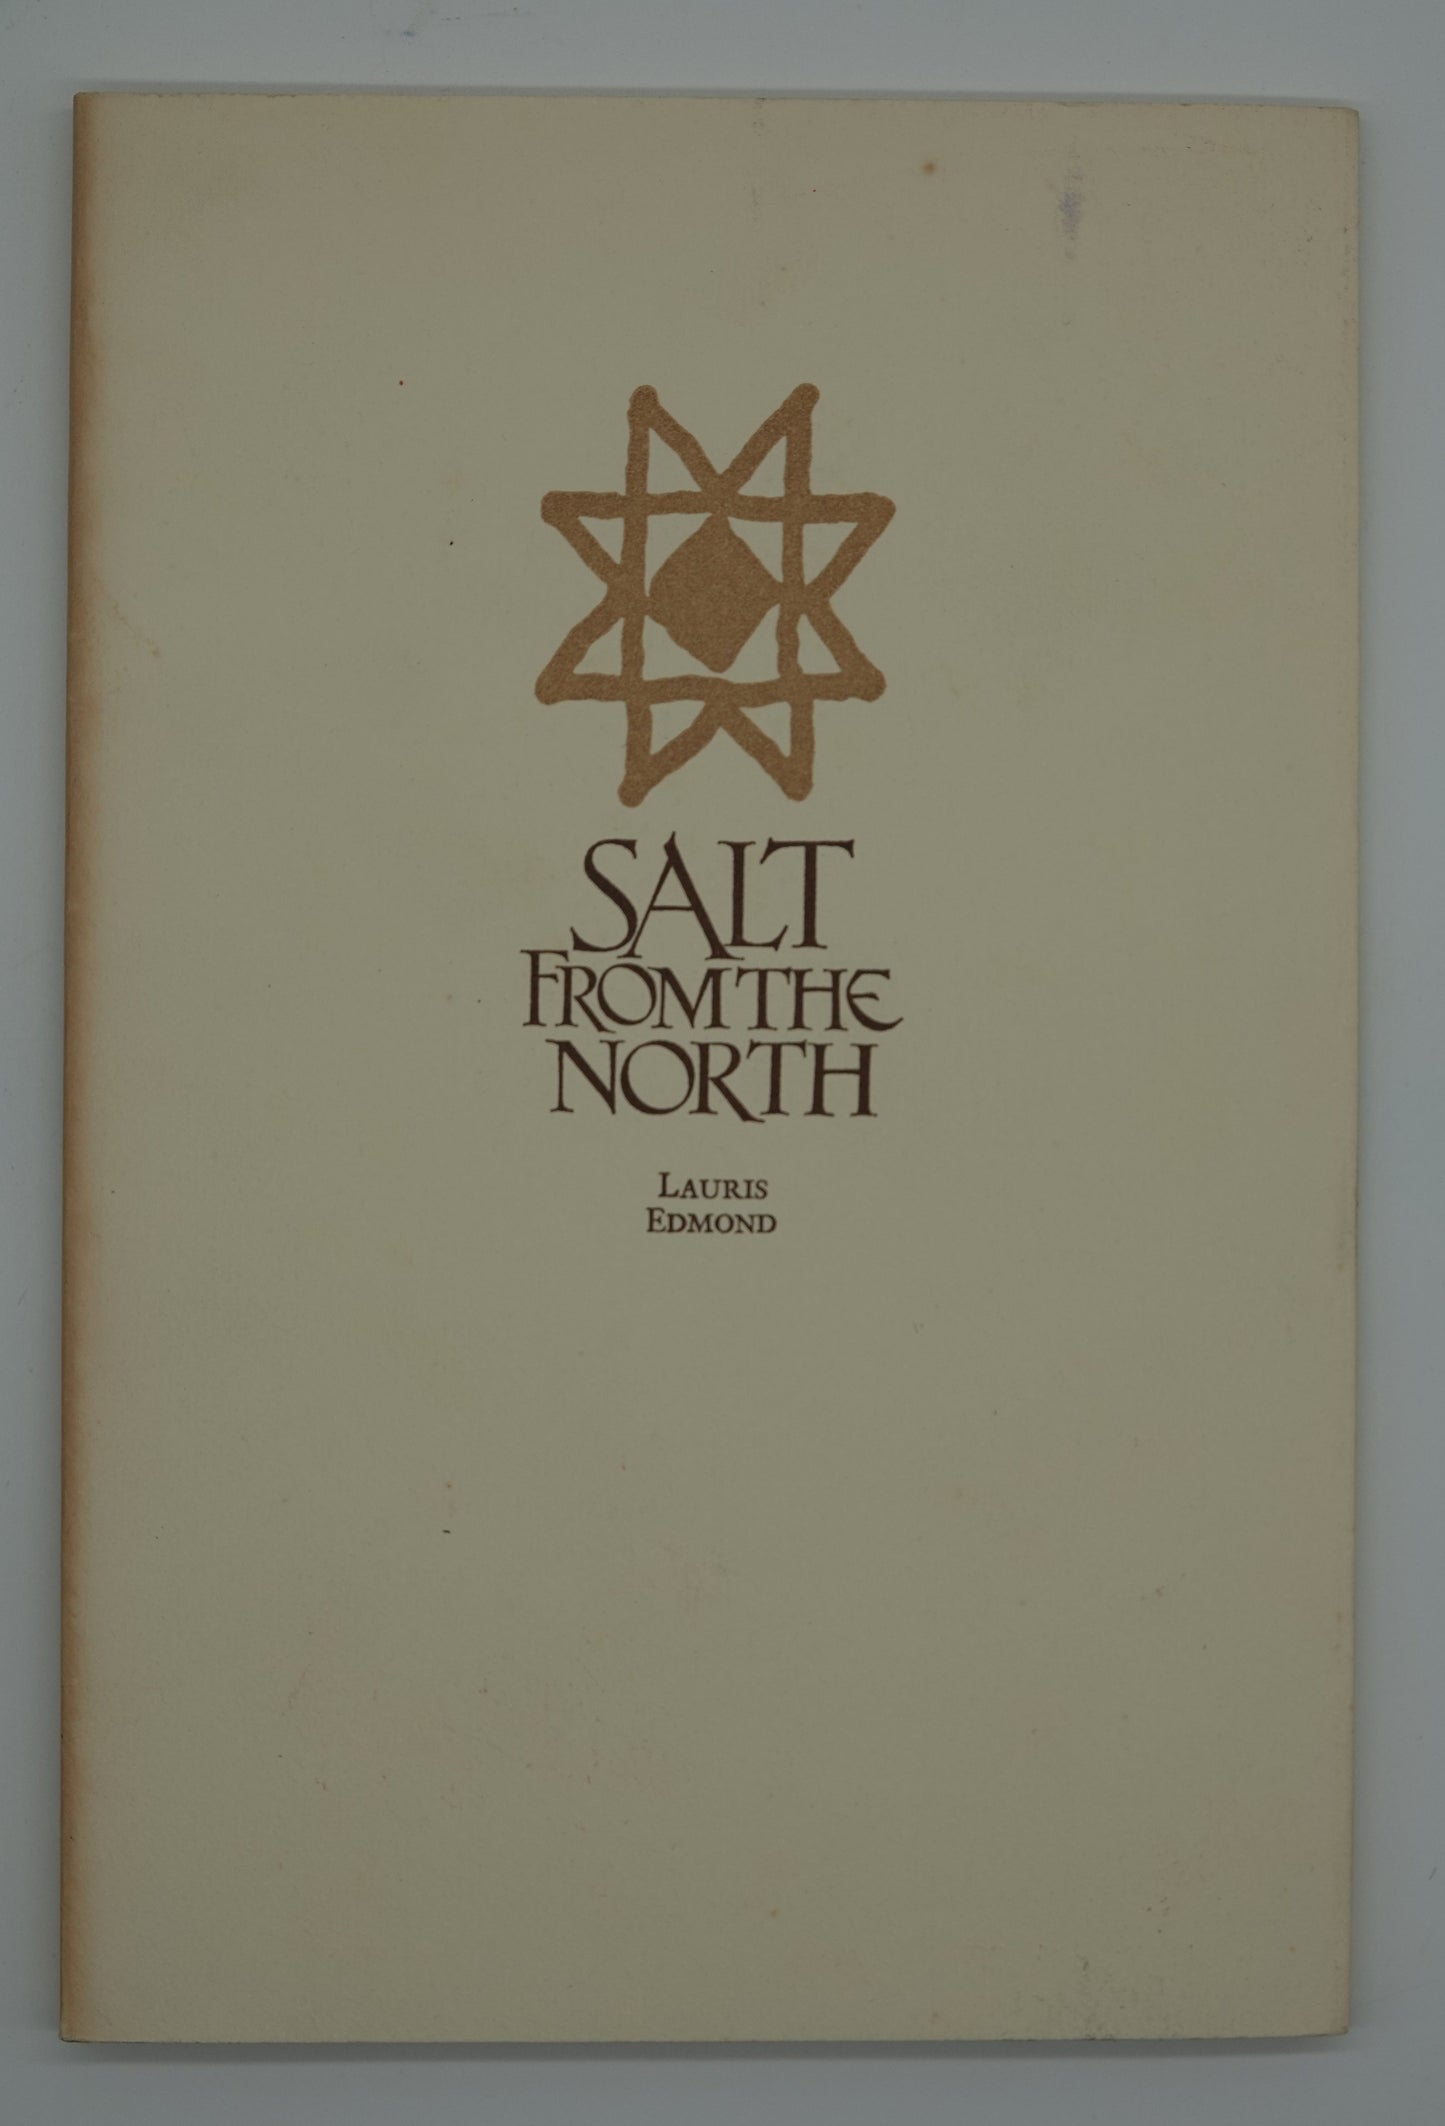 SALT
FROM THE
NORTH
LAURIS
EDMOND